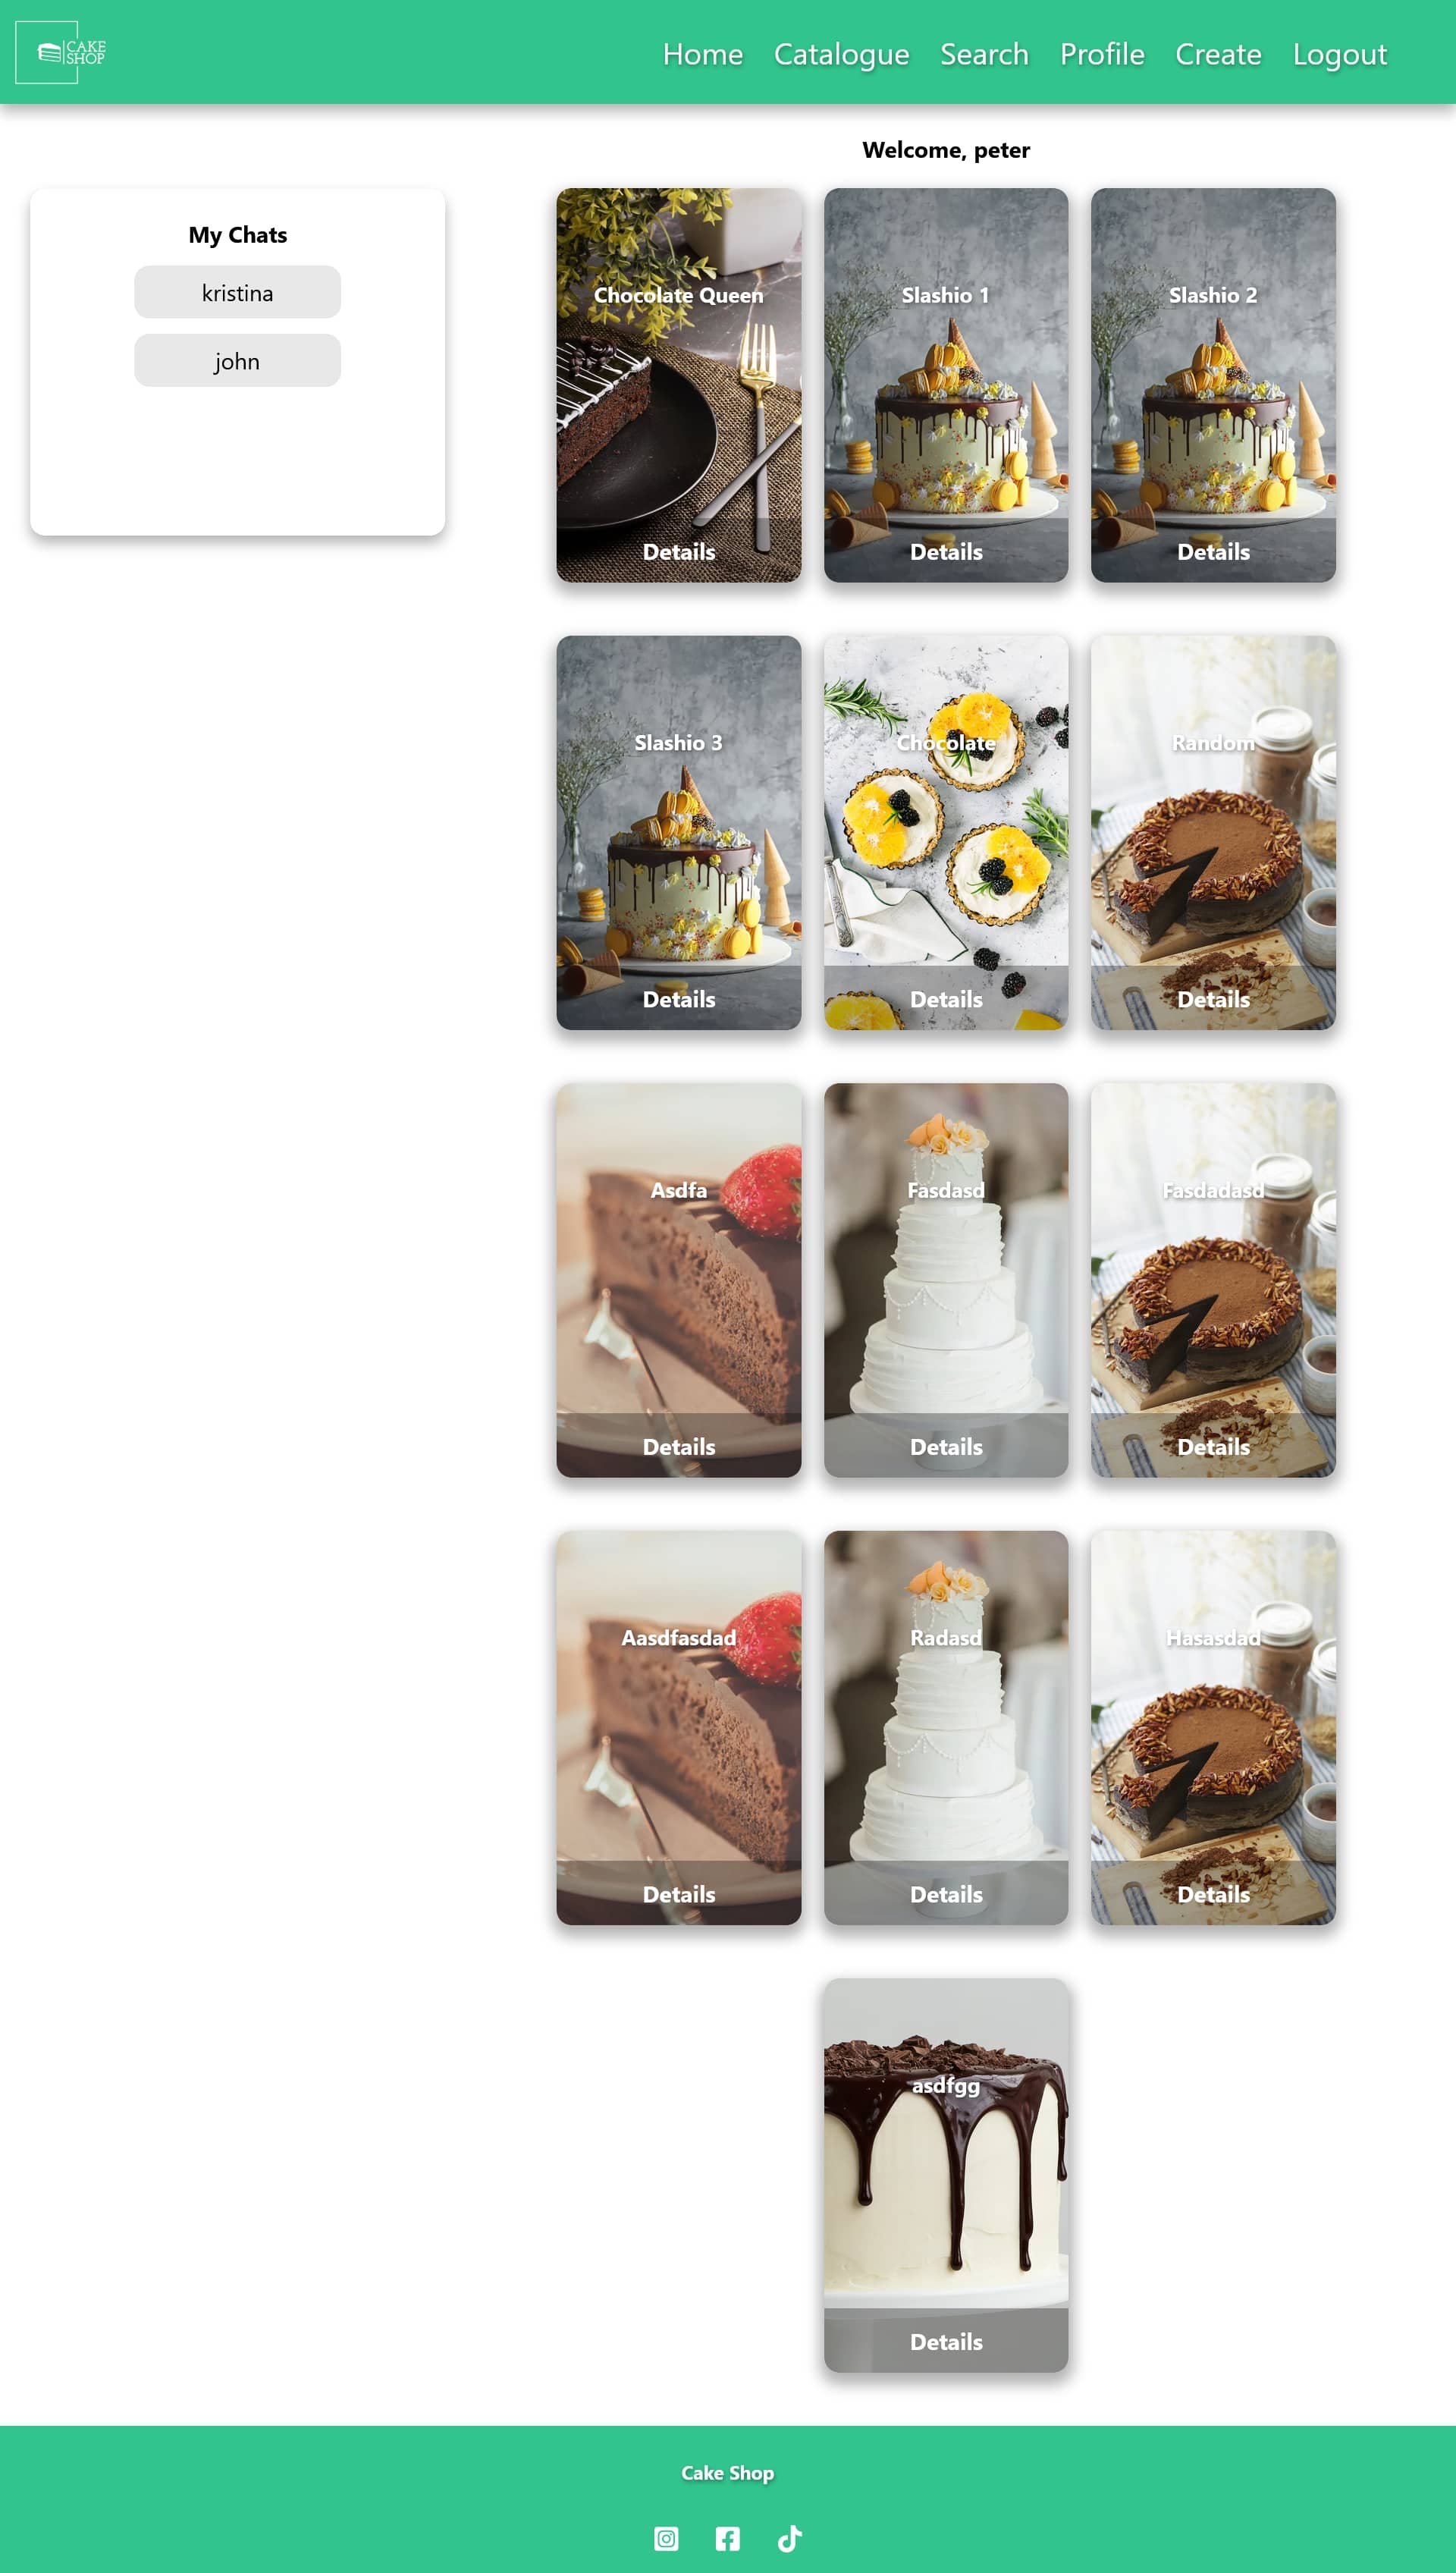 CAKE
SHOP
Home Catalogue Search Profile Create Logout
Welcome, peter
My Chats
kristina
john
Chocolate Queen
Details
Slashio 1
Details
Slashio 2
Details
Slashio 3
Details
Chocolate
Details
Random
Details
Asdfa
Details
Fasdasd
Details
Fasdadasd
Details
Aasdfasdad
Details
Radasd
Details
Hasasdad
Details
asdfgg
Details
Cake Shop